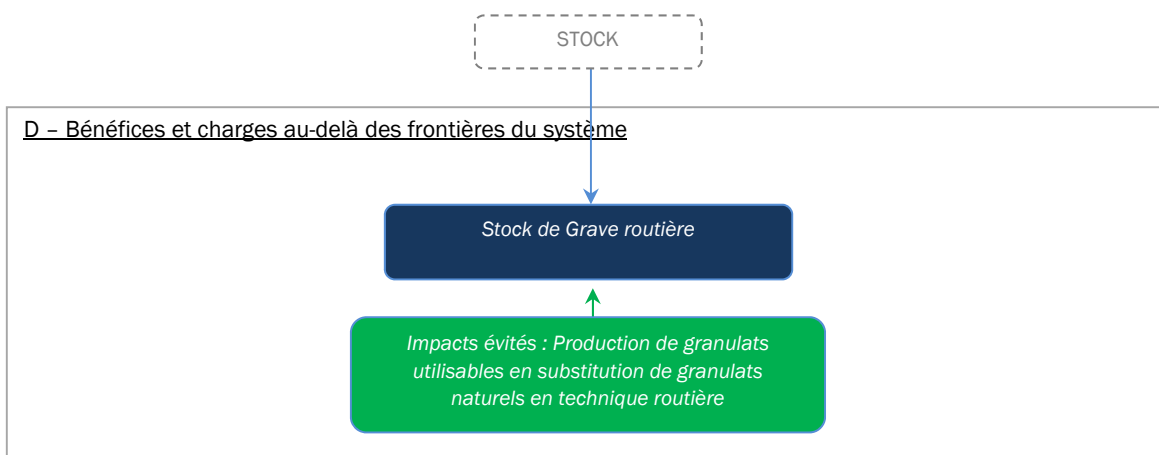 STOCK
D – Bénéfices et charges au-delà des frontières du système
Stock de Grave routière
Impacts évités : Production de granulats
utilisables en substitution de granulats
naturels en technique routière